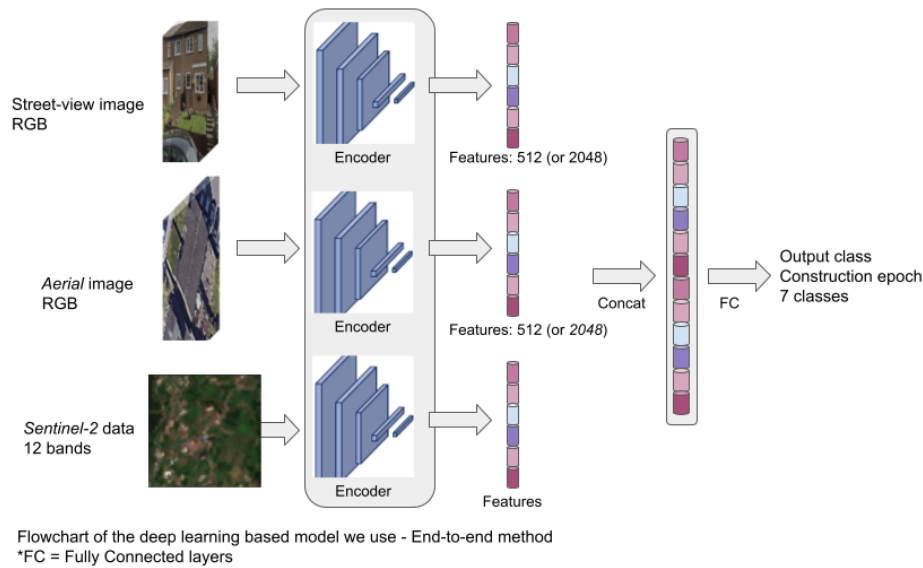 Street-view image
RGB
Encoder
Features: 512 (or 2048)
Aerial image
RGB
Encoder
Features: 512 (or 2048)
Sentinel-2 data
12 bands
Encoder
Features
Concat
FC
Output class
Construction epoch
7 classes
Flowchart of the deep learning based model we use - End-to-end method
*FC = Fully Connected layers